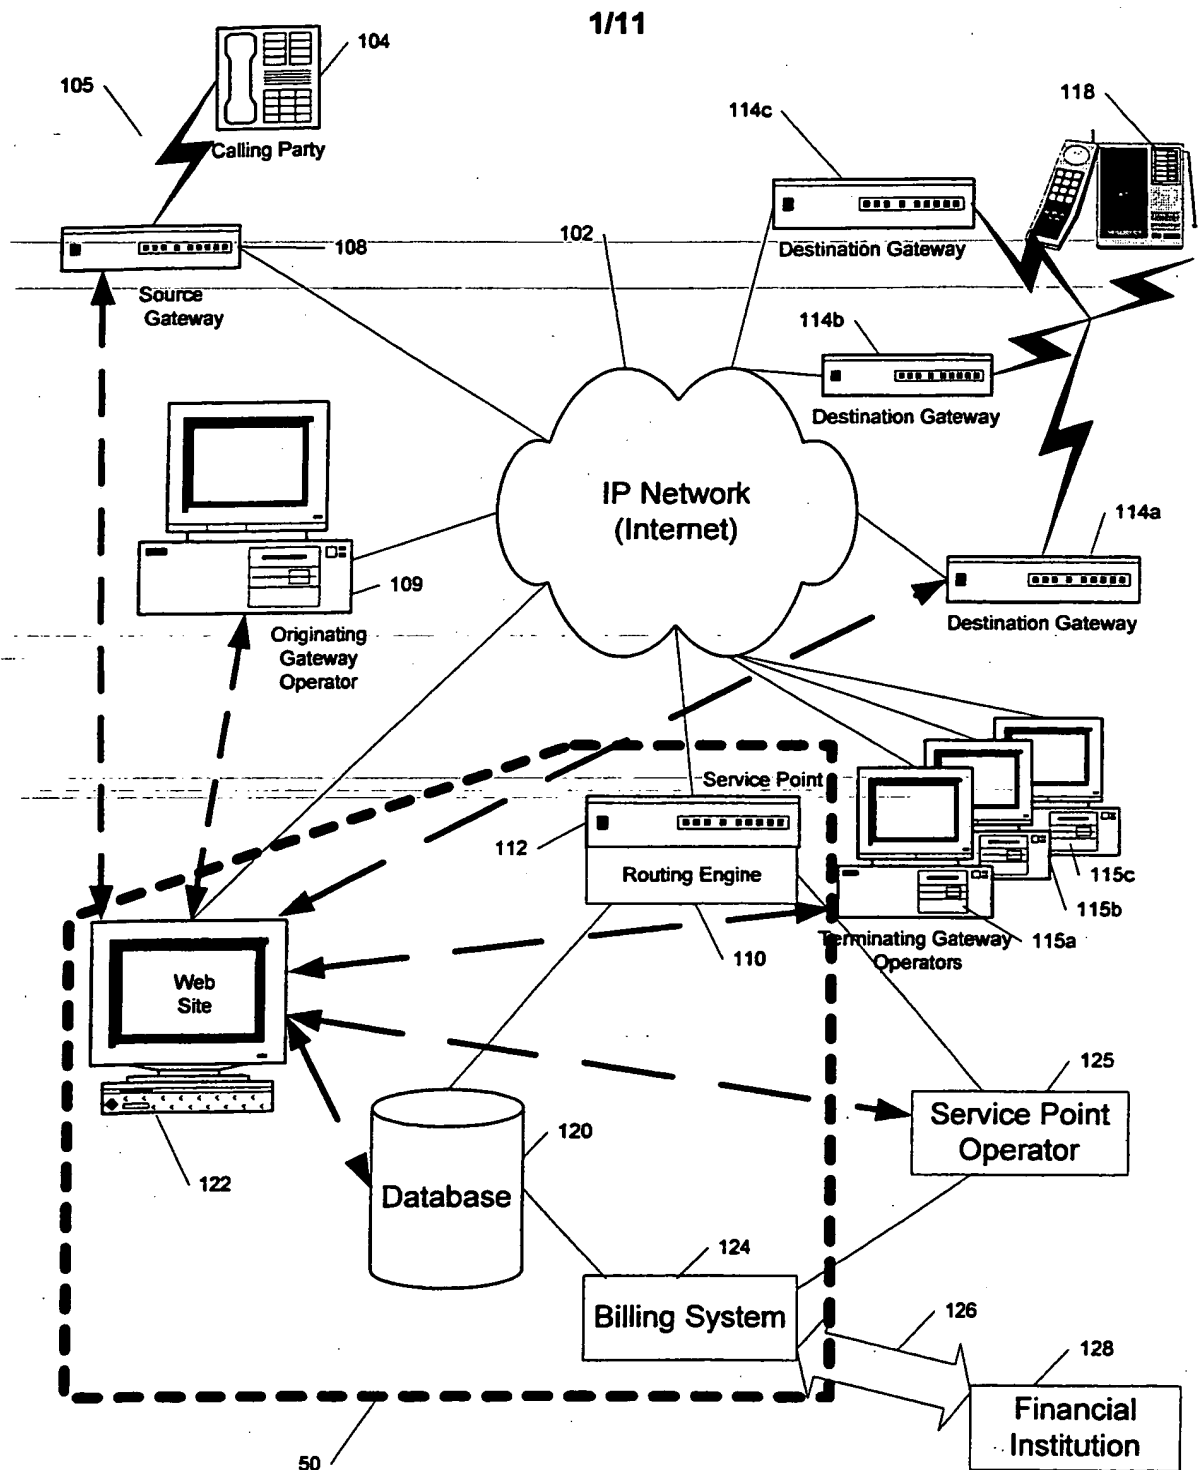 1/11
104
105
Calling Party
114c
118
108
102
Destination Gateway
Source
Gateway
114b
Destination Gateway
IP Network
(Internet)
114a
109
Destination Gateway
Originating
Gateway
Operator
Service Point
112
Routing Engine
115c
115b
115a
110
Terminating Gateway
Operators
Web
Site
125
Service Point
Operator
120
122
Database
124
Billing System
126
128
Financial
Institution
50